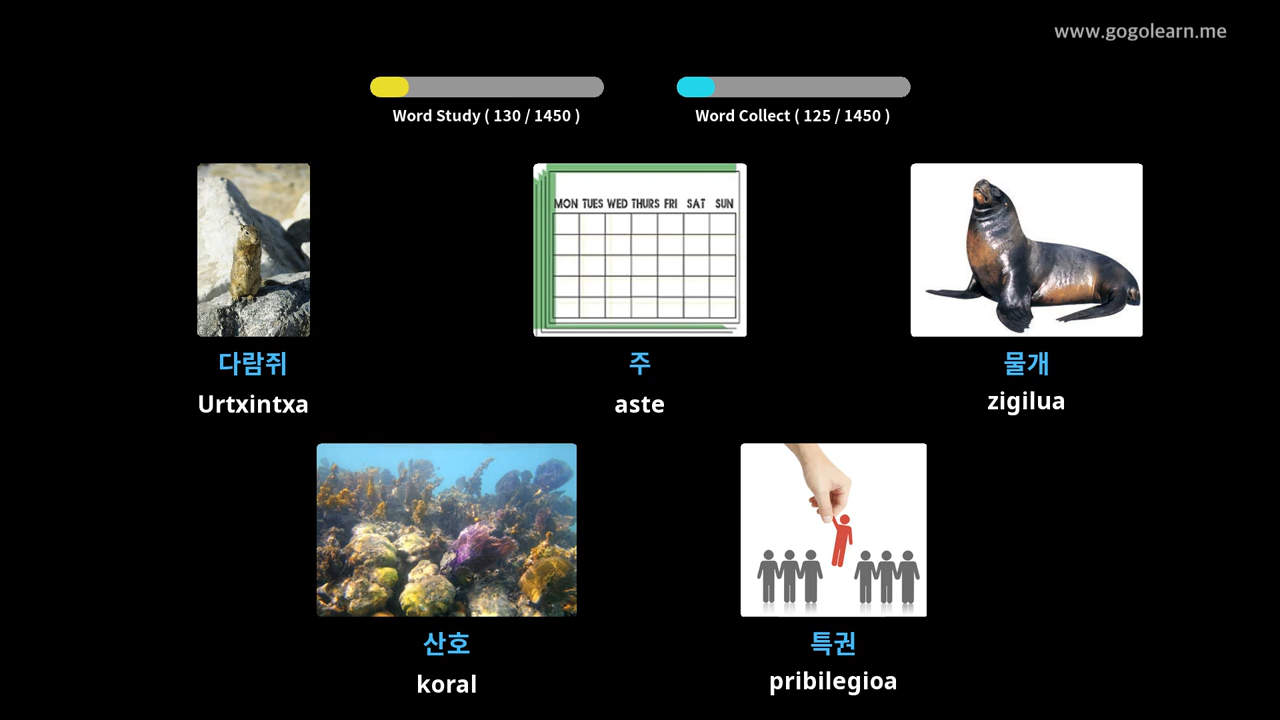 www.gogolearn.me
Word Study ( 130 / 1450 )
Word Collect ( 125 / 1450 )
MON TUES WED THURS FRI SAT SUN
다람쥐
주
물개
Urtxintxa
aste
zigilua
산호
특권
koral
pribilegioa